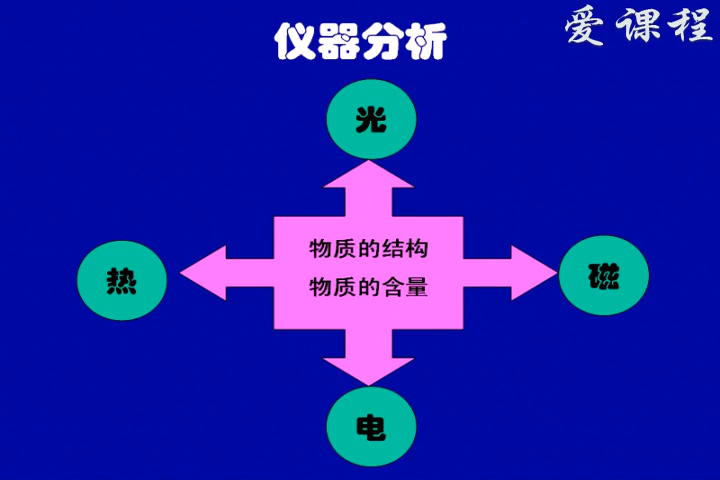 爱课程
仪器分析
光
物质的结构
物质的含量
热
磁
电